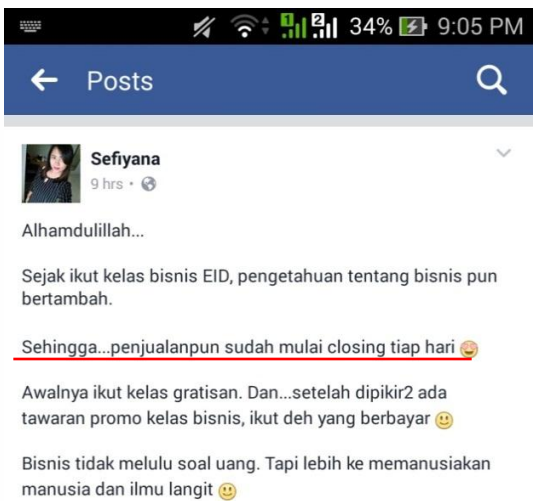 34% 9:05 PM
Posts
Sefiyana
9 hrs
Alhamdulillah...
Sejak ikut kelas bisnis EID, pengetahuan tentang bisnis pun
bertambah.
Sehingga...penjualanpun sudah mulai closing tiap hari
Awalnya ikut kelas gratisan. Dan...setelah dipikir2 ada
tawaran promo kelas bisnis, ikut deh yang berbayar
Bisnis tidak melulu soal uang. Tapi lebih ke memanusiakan
manusia dan ilmu langit